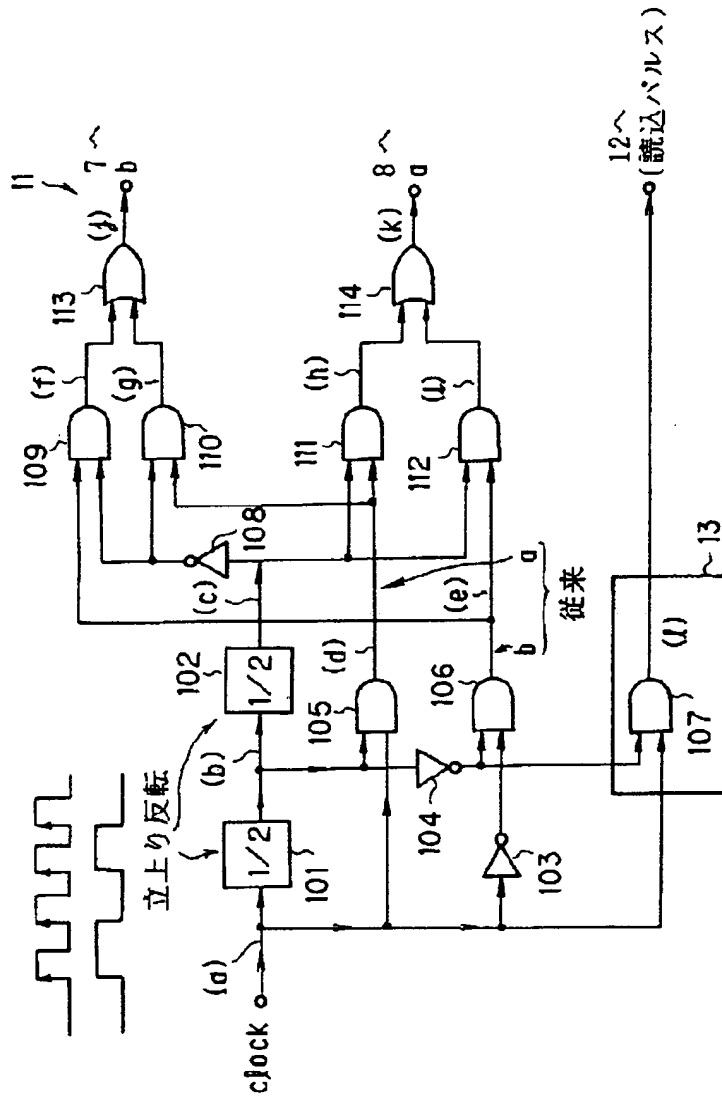 11
7へ
b
(j)
113
(f)
(g)
109
110
8へ
a
(k)
114
(h)
(i)
111
112
12へ
(読込パルス)
108
(c)
102
1/2
立上り反転
(b)
1/2
101
(a)
clock
(d)
105
a
(e)
b
従来
106
104
103
13
(l)
107